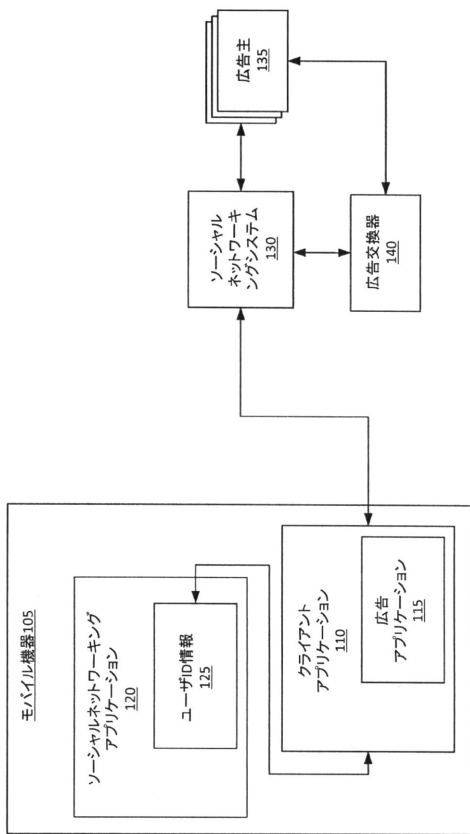 モバイル機器105
ソーシャルネットワーキング
アプリケーション
120
ユーザID情報
125
クライアント
アプリケーション
110
広告
アプリケーション
115
ソーシャル
ネットワーキ
ングシステム
130
広告主
135
広告交換器
140